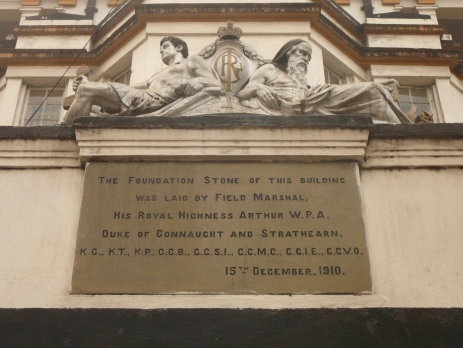 THE FOUNDATION STONE OF THIS BUILDING
WAS LAID BY FIELD MARSHAL,
HIS ROYAL HIGHNESS ARTHUR W.P.A.
DUKE OF CONNAUGHT AND STRATHEARN,
K.G., K.T., K.P., G.C.B., G.C.S.I., G.C.M.G., G.C.I.E., G.C.V.O.
15TH DECEMBER, 1910.